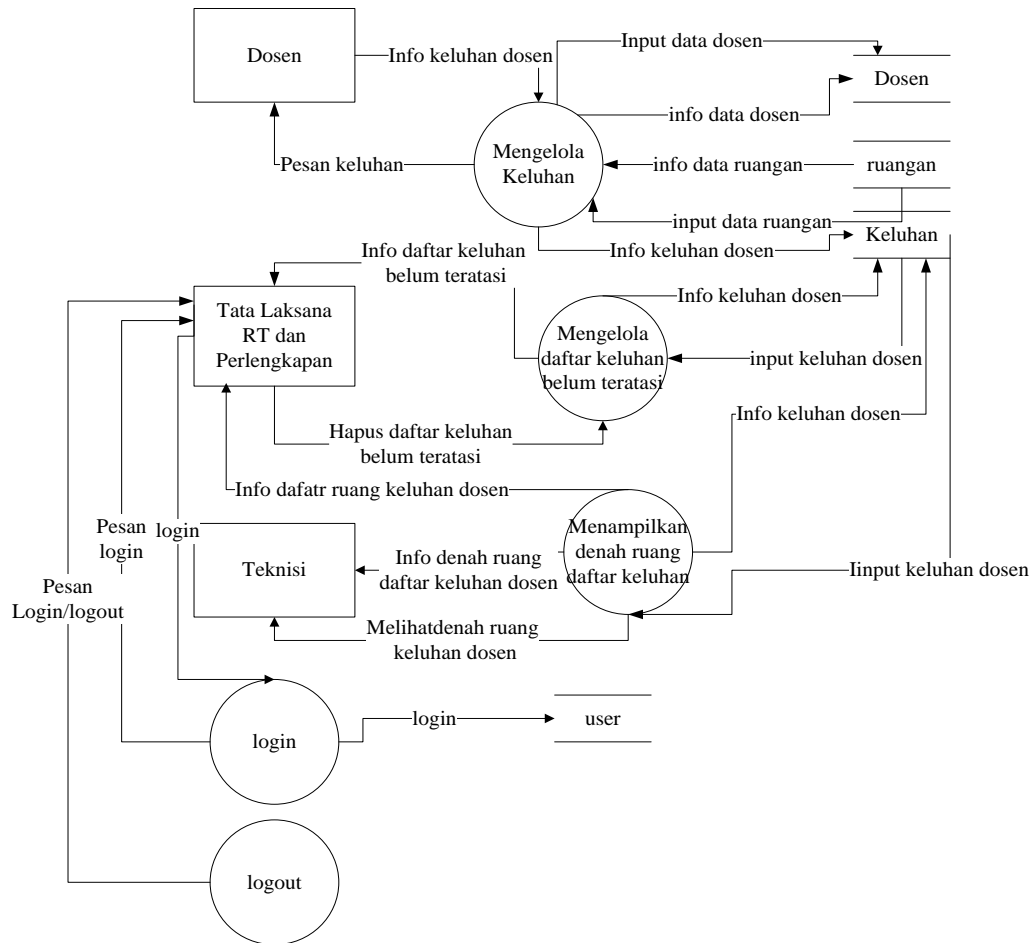 Input data dosen
Dosen
Info keluhan dosen
Dosen
info data dosen
Mengelola
Keluhan
Pesan keluhan
info data ruangan
ruangan
input data ruangan
Info daftar keluhan
belum teratasi
Info keluhan dosen
Keluhan
Tata Laksana
RT dan
Perlengkapan
Info keluhan dosen
Mengelola
daftar keluhan
belum teratasi
input keluhan dosen
Info keluhan dosen
Hapus daftar keluhan
belum teratasi
Info dafatr ruang keluhan dosen
Pesan
login
login
Menampilkan
denah ruang
daftar keluhan
Teknisi
Info denah ruang
daftar keluhan dosen
Iinput keluhan dosen
Pesan
Login/logout
Melihatdenah ruang
keluhan dosen
login
login
user
logout